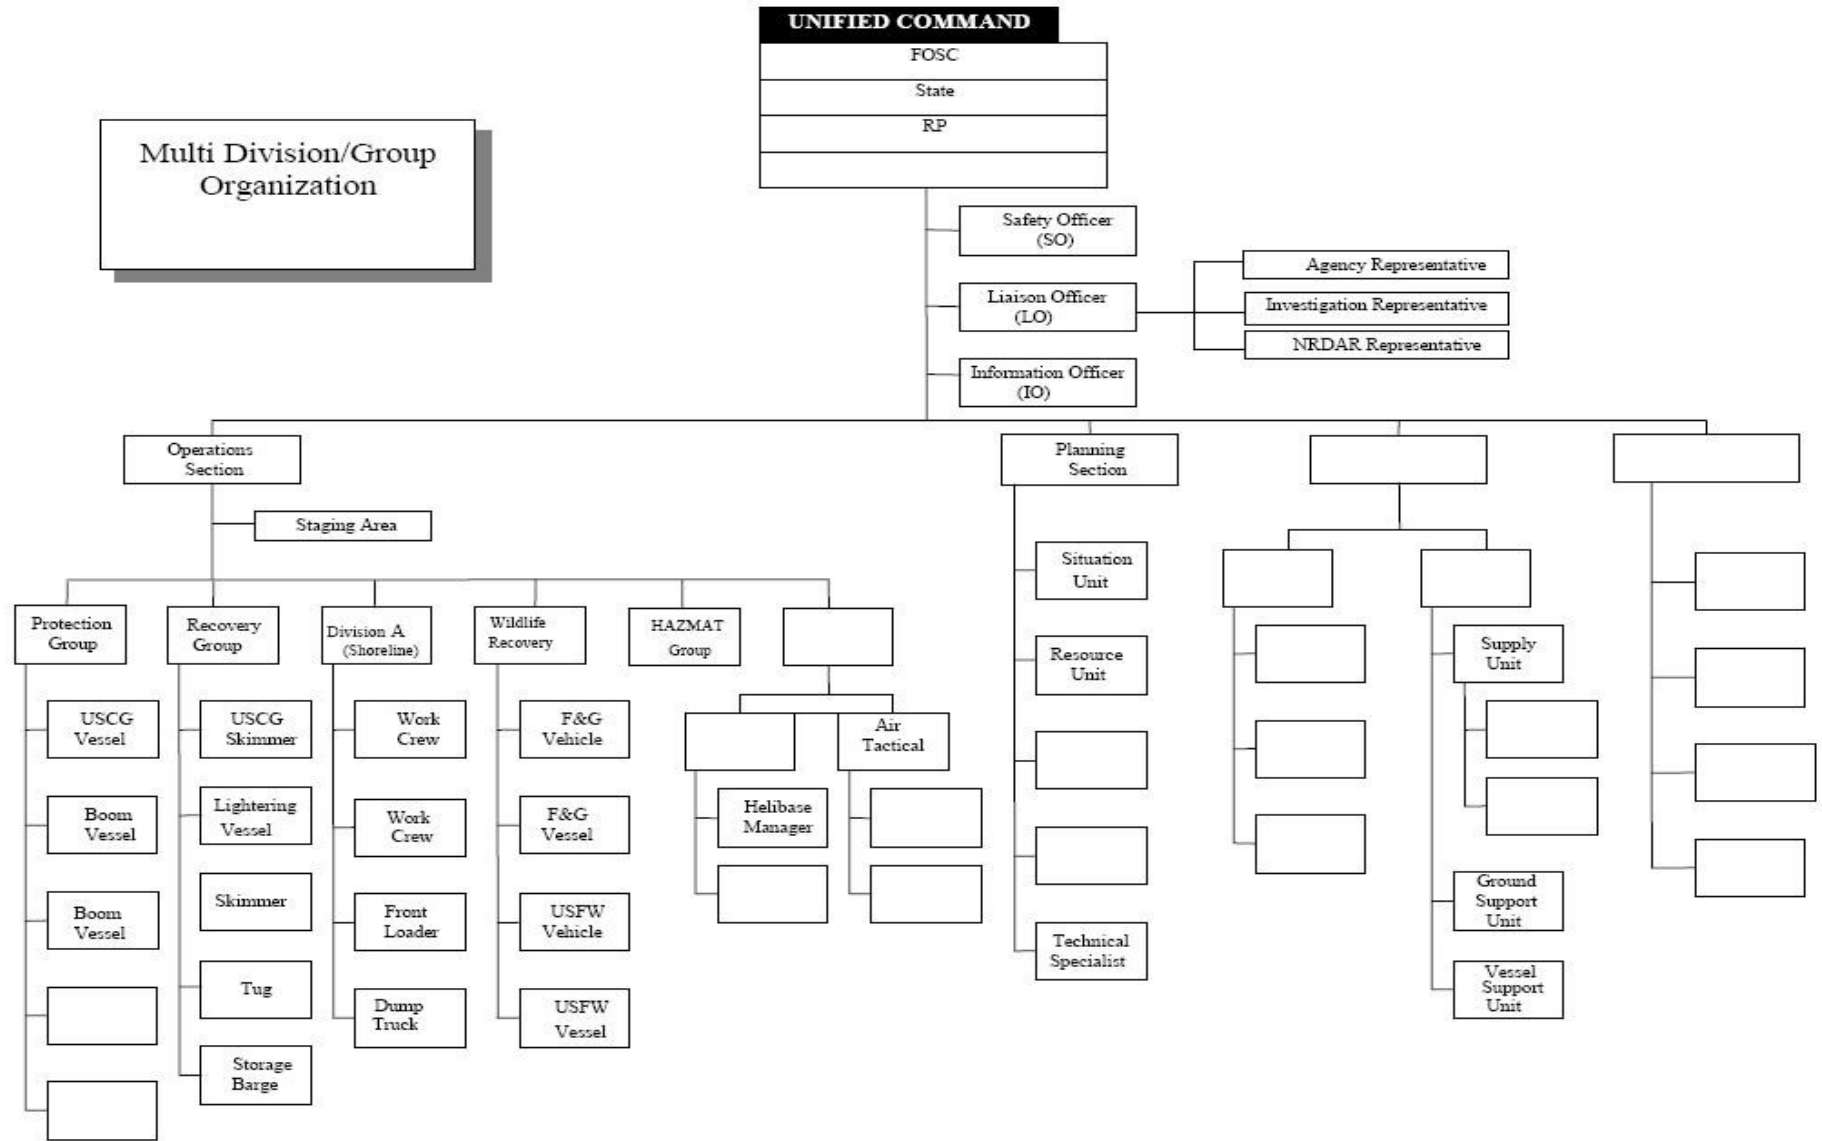 UNIFIED COMMAND
FOSC
State
RP
Multi Division/Group
Organization
Safety Officer
(SO)
Liaison Officer
(LO)
Information Officer
(IO)
Agency Representative
Investigation Representative
NRDAR Representative
Operations
Section
Staging Area
Planning
Section
Protection
Group
USCG
Vessel
Boom
Vessel
Boom
Vessel
Recovery
Group
USCG
Skimmer
Lightering
Vessel
Skimmer
Tug
Storage
Barge
Division A
(Shoreline)
Work
Crew
Work
Crew
Front
Loader
Dump
Truck
Wildlife
Recovery
F&G
Vehicle
F&G
Vessel
USFW
Vehicle
USFW
Vessel
HAZMAT
Group
Helibase
Manager
Air
Tactical
Situation
Unit
Resource
Unit
Technical
Specialist
Supply
Unit
Ground
Support
Unit
Vessel
Support
Unit